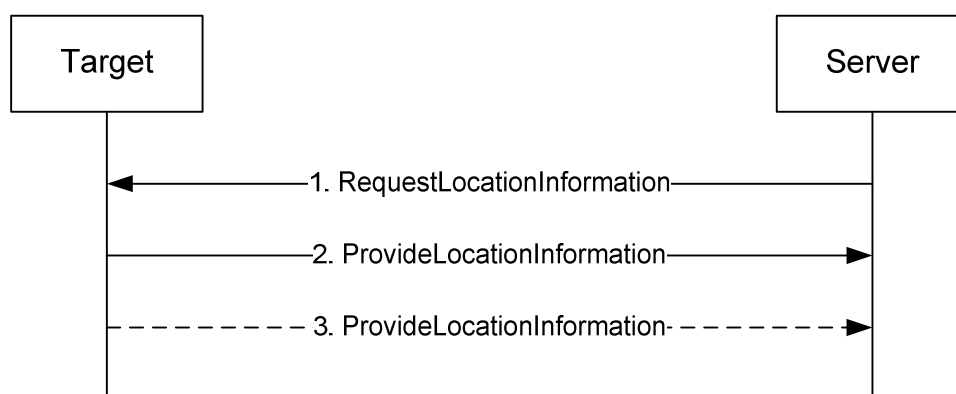 Target
Server
1. RequestLocationInformation
2. ProvideLocationInformation
3. ProvideLocationInformation